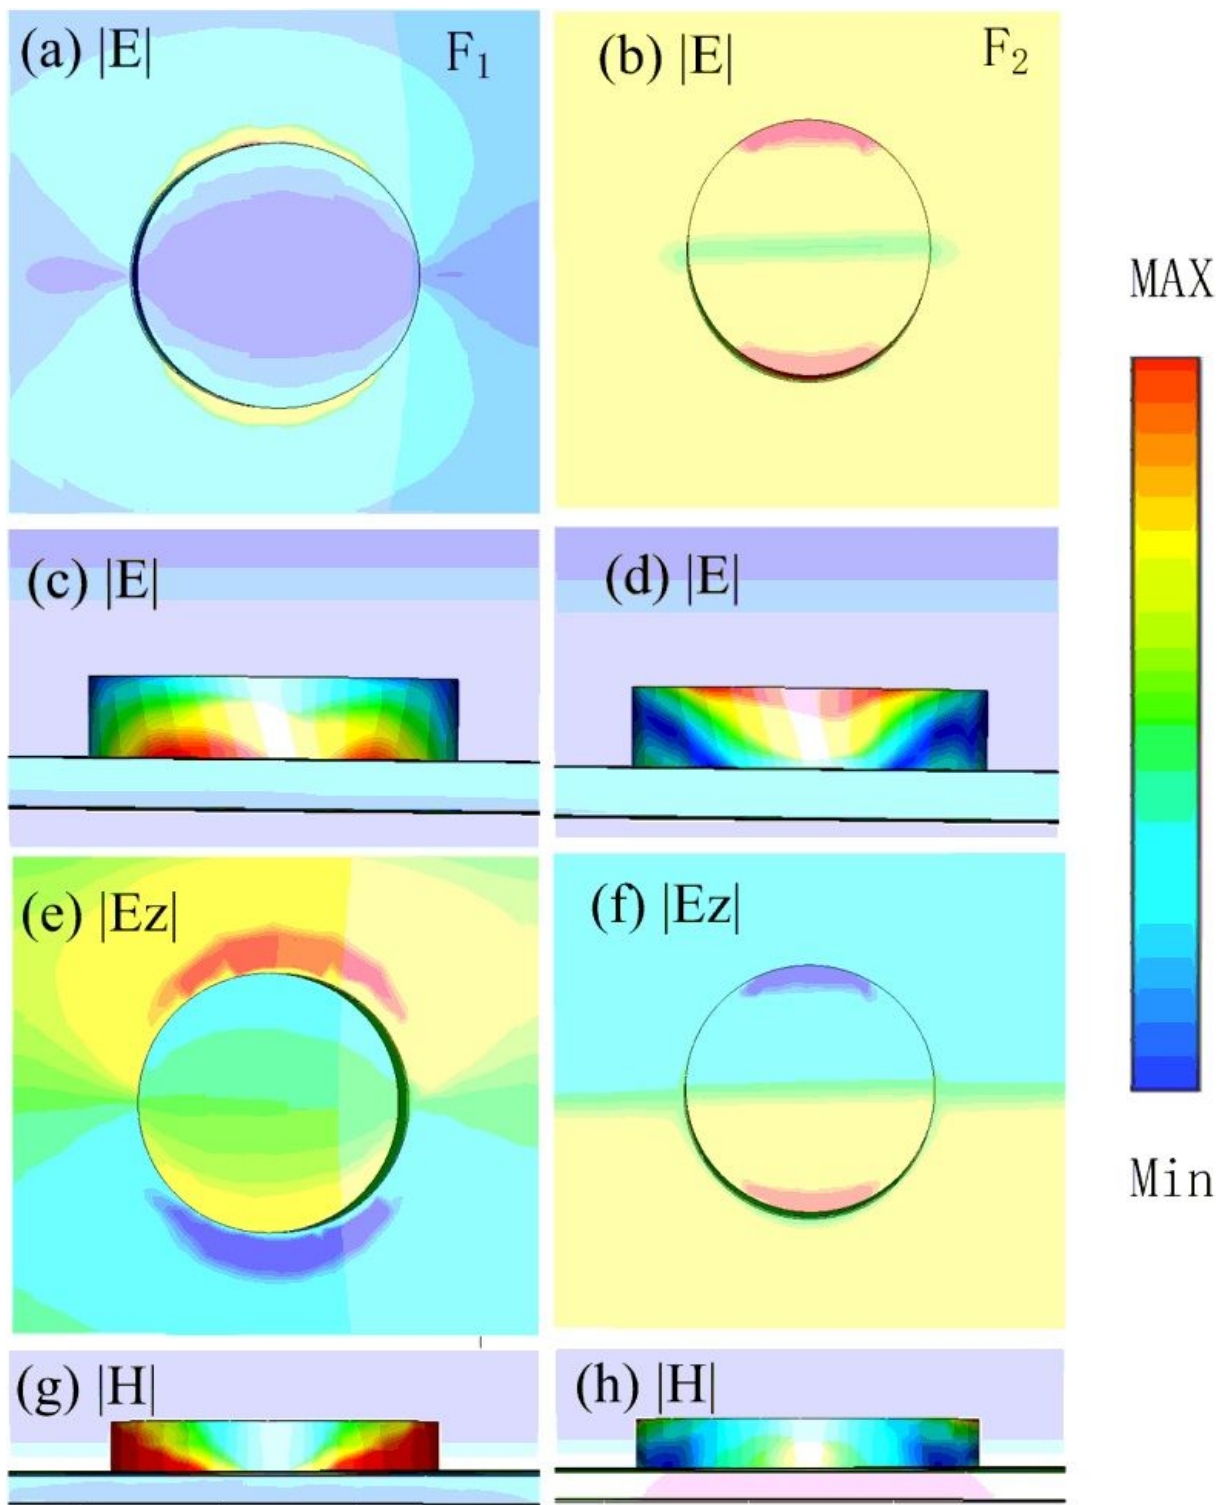 (a) |E| F₁
(b) |E| F₂
MAX
(c) |E|
(d) |E|
(e) |Ez|
(f) |Ez|
Min
(g) |H|
(h) |H|